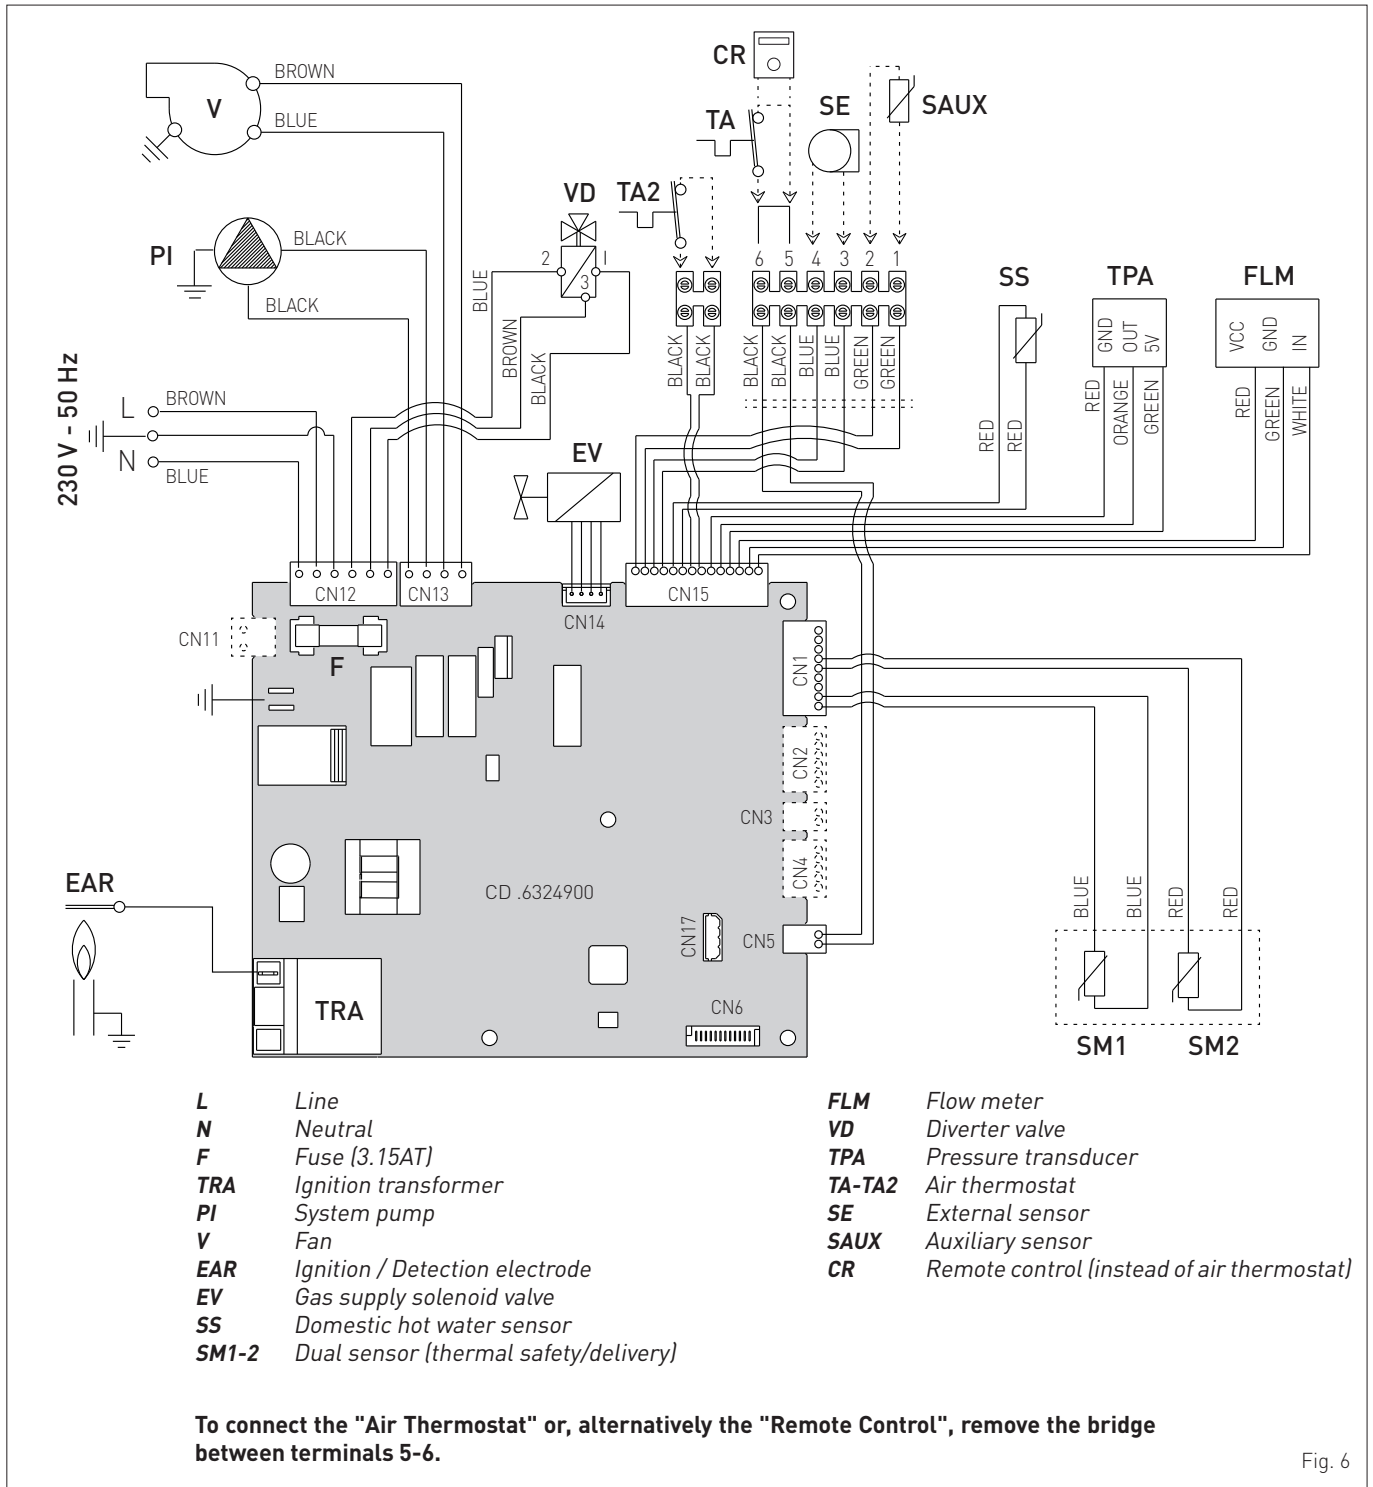 CR
BROWN
V
SE
SAUX
TA
BLUE
VD
TA2
PI
BLACK
2
1
3
6
5
4
3
2
1
SS
TPA
FLM
BLUE
BLACK
BROWN
BLACK
BLACK
BLACK
BLACK
BLACK
BLUE
BLUE
GREEN
GREEN
GND
OUT
5V
VCC
GND
IN
RED
RED
RED
ORANGE
GREEN
RED
GREEN
WHITE
230 V - 50 Hz
L
BROWN
N
BLUE
EV
CN12
CN13
CN14
CN15
CN11
F
CN1
CN2
CN3
CN4
EAR
CD .6324900
CN17
CN5
BLUE
BLUE
RED
RED
TRA
CN6
SM1
SM2
L Line
N Neutral
F Fuse (3.15AT)
TRA Ignition transformer
PI System pump
V Fan
EAR Ignition / Detection electrode
EV Gas supply solenoid valve
SS Domestic hot water sensor
SM1-2 Dual sensor (thermal safety/delivery)
FLM Flow meter
VD Diverter valve
TPA Pressure transducer
TA-TA2 Air thermostat
SE External sensor
SAUX Auxiliary sensor
CR Remote control (instead of air thermostat)
To connect the "Air Thermostat" or, alternatively the "Remote Control", remove the bridge
between terminals 5-6.
Fig. 6